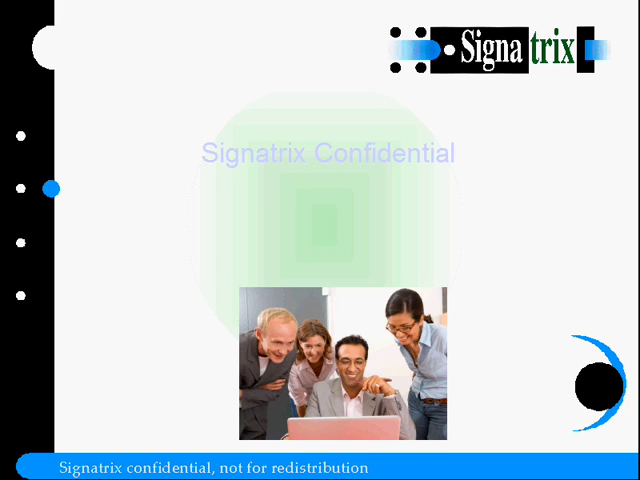 Signatrix
Signatrix Confidential
Signatrix confidential, not for redistribution